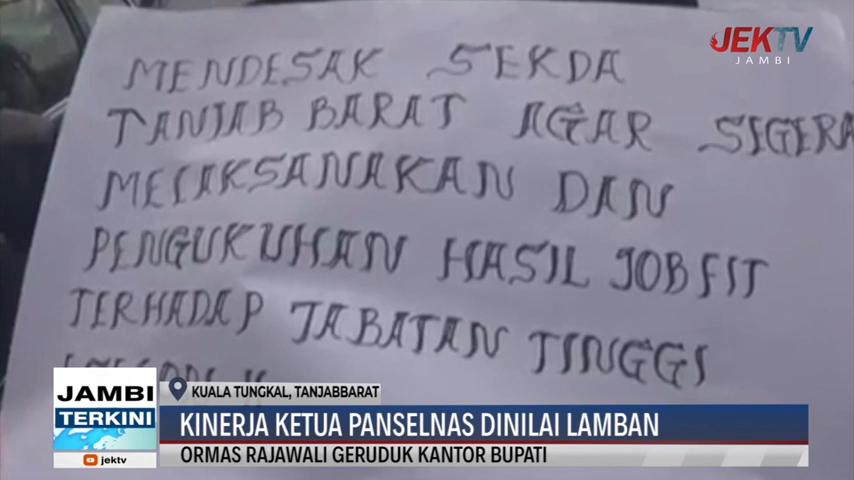 JEKTV
JAMBI
MENDESAK SEKDA
TANJAB BARAT AGAR SIGERA
MELAKSANAKAN DAN
PENGUKUHAN HASIL JOBFIT
TERHADAP JABATAN TINGGI
JAMBI
TERKINI
jektv
KUALA TUNGKAL, TANJABBARAT
KINERJA KETUA PANSELNAS DINILAI LAMBAN
ORMAS RAJAWALI GERUDUK KANTOR BUPATI